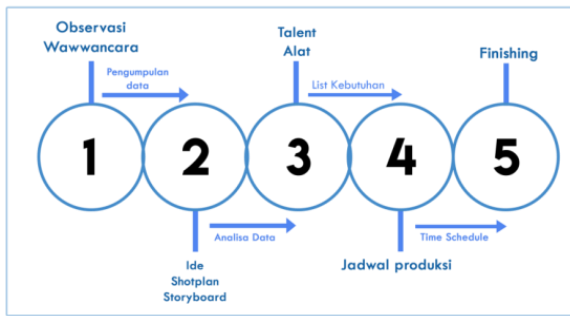 Observasi
Wawwancara
Talent
Alat
Finishing
Pengumpulan
data
List Kebutuhan
1
2
3
4
5
Analisa Data
Time Schedule
Ide
Shotplan
Storyboard
Jadwal produksi